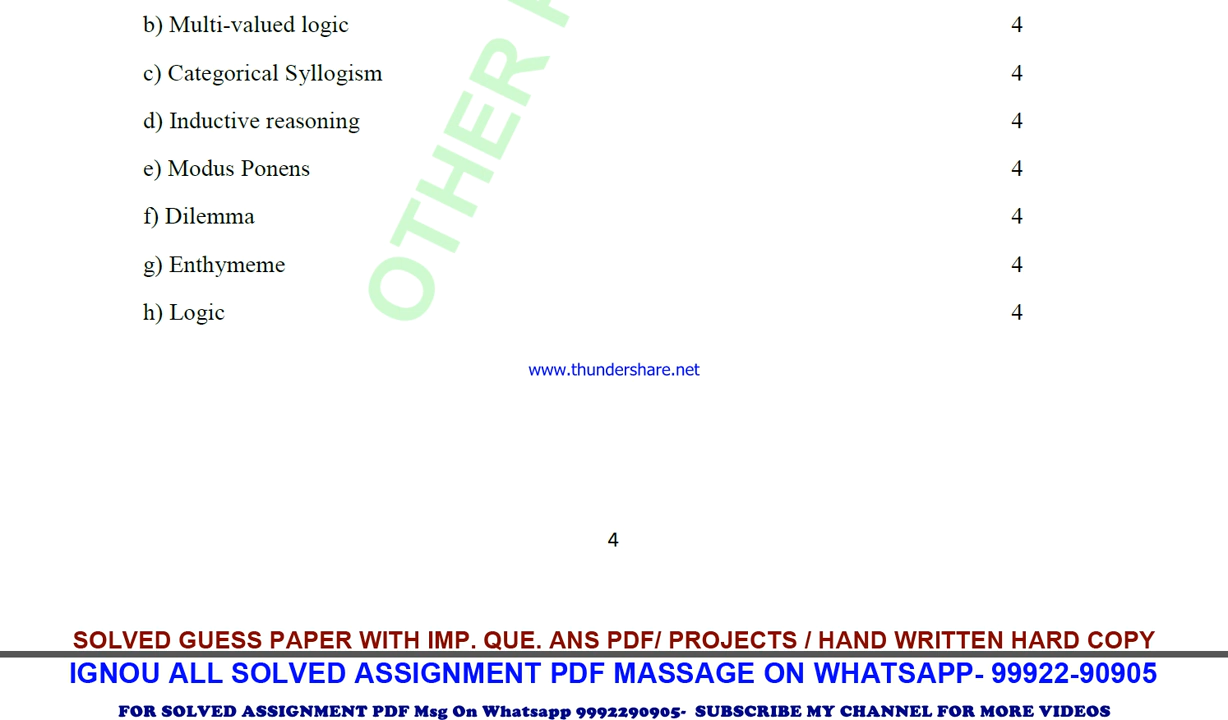 b) Multi-valued logic 4
c) Categorical Syllogism 4
d) Inductive reasoning 4
e) Modus Ponens 4
f) Dilemma 4
g) Enthymeme 4
h) Logic 4
OTHER
www.thundershare.net
4
SOLVED GUESS PAPER WITH IMP. QUE. ANS PDF/ PROJECTS / HAND WRITTEN HARD COPY
IGNOU ALL SOLVED ASSIGNMENT PDF MASSAGE ON WHATSAPP- 99922-90905
FOR SOLVED ASSIGNMENT PDF Msg On Whatsapp 9992290905- SUBSCRIBE MY CHANNEL FOR MORE VIDEOS